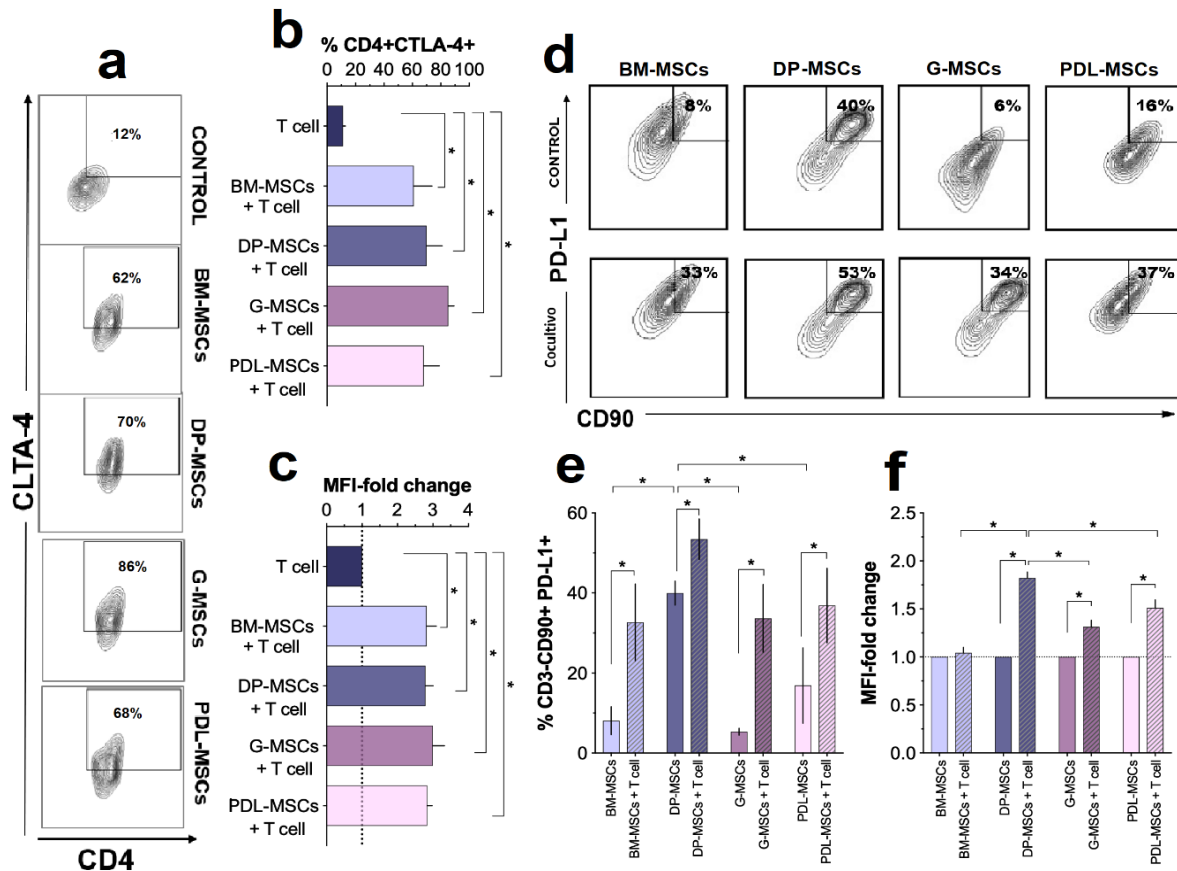 a
CLTA-4
12%
CONTROL
62%
BM-MSCs
70%
DP-MSCs
86%
G-MSCs
68%
PDL-MSCs
CD4
b
% CD4+CTLA-4+
0 20 40 60 80 100
T cell
BM-MSCs
+ T cell
DP-MSCs
+ T cell
G-MSCs
+ T cell
PDL-MSCs
+ T cell
*
*
*
*
c
MFI-fold change
0 1 2 3 4
T cell
BM-MSCs
+ T cell
DP-MSCs
+ T cell
G-MSCs
+ T cell
PDL-MSCs
+ T cell
*
*
*
*
d
BM-MSCs DP-MSCs G-MSCs PDL-MSCs
PD-L1
CONTROL
8% 40% 6% 16%
Cocultivo
33% 53% 34% 37%
CD90
e
% CD3-CD90+ PD-L1+
60
40
20
0
*
* *
* * * *
BM-MSCs
BM-MSCs + T cell
DP-MSCs
DP-MSCs + T cell
G-MSCs
G-MSCs + T cell
PDL-MSCs
PDL-MSCs + T cell
f
MFI-fold change
2.5
2.0
1.5
1.0
0.5
0.0
* *
* *
* *
BM-MSCs
BM-MSCs + T cell
DP-MSCs
DP-MSCs + T cell
G-MSCs
G-MSCs + T cell
PDL-MSCs
PDL-MSCs + T cell